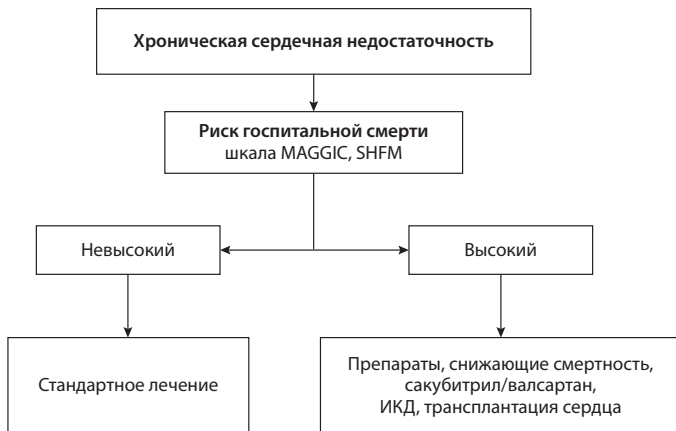 Хроническая сердечная недостаточность
Риск госпитальной смерти
шкала MAGGIC, SHFM
Невысокий
Высокий
Стандартное лечение
Препараты, снижающие смертность,
сакубитрил/валсартан,
ИКД, трансплантация сердца